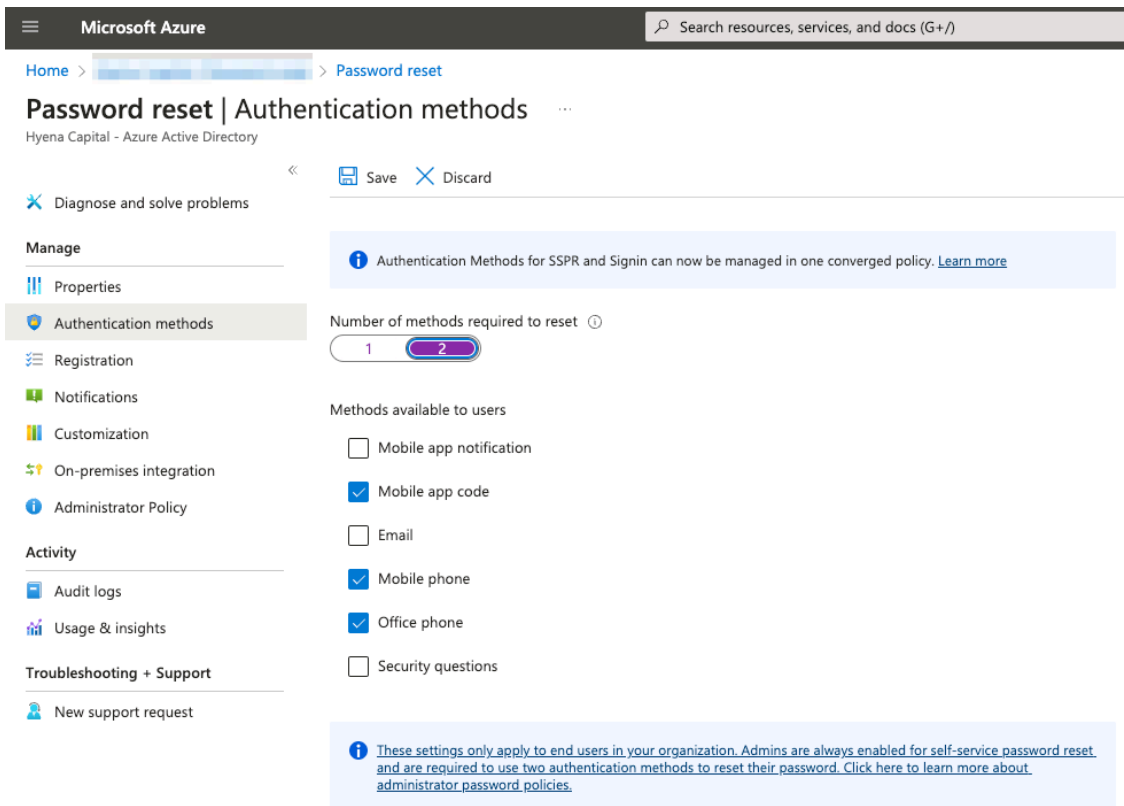 Microsoft Azure
Search resources, services, and docs (G+/)
Home > > Password reset
Password reset | Authentication methods ...
Hyena Capital - Azure Active Directory
«
Save Discard
Diagnose and solve problems
Manage
Properties
Authentication methods
Registration
Notifications
Customization
On-premises integration
Administrator Policy
Activity
Audit logs
Usage & insights
Troubleshooting + Support
New support request
Authentication Methods for SSPR and Signin can now be managed in one converged policy. Learn more
Number of methods required to reset
1 2
Methods available to users
Mobile app notification
Mobile app code
Email
Mobile phone
Office phone
Security questions
These settings only apply to end users in your organization. Admins are always enabled for self-service password reset
and are required to use two authentication methods to reset their password. Click here to learn more about
administrator password policies.